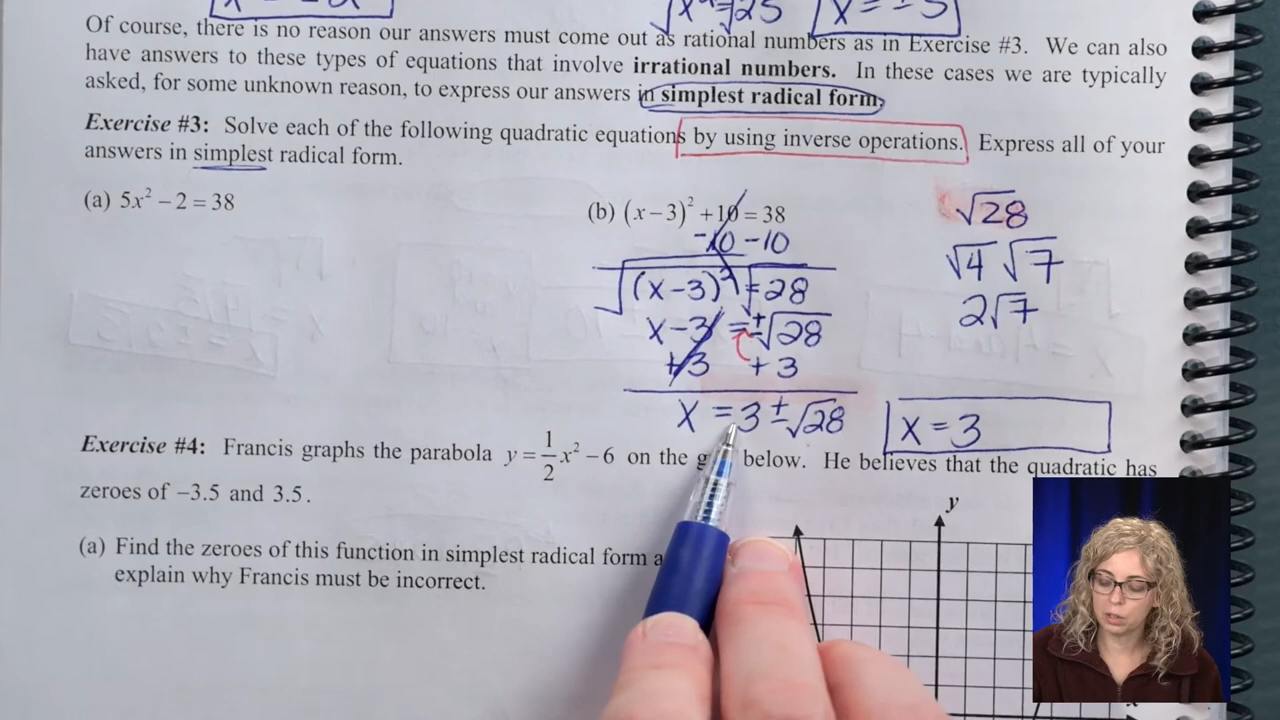 √x² = √25 x = ±5
Of course, there is no reason our answers must come out as rational numbers as in Exercise #3. We can also
have answers to these types of equations that involve irrational numbers. In these cases we are typically
asked, for some unknown reason, to express our answers in simplest radical form.
Exercise #3: Solve each of the following quadratic equations by using inverse operations. Express all of your
answers in simplest radical form.
(a) 5x² − 2 = 38
(b) (x − 3)² + 10 = 38
−10 −10
√(x−3)² = √28
x−3 = ±√28
+3 +3
x = 3 ± √28
√28
√4 √7
2√7
x = 3
Exercise #4: Francis graphs the parabola y = 1/2 x² − 6 on the below. He believes that the quadratic has
zeroes of −3.5 and 3.5.
(a) Find the zeroes of this function in simplest radical form
explain why Francis must be incorrect.
y